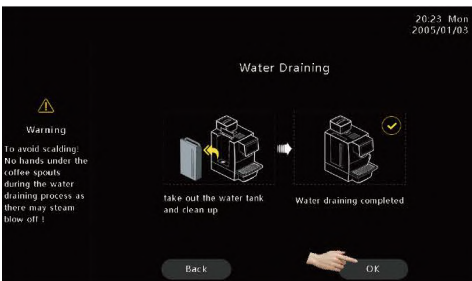 20:23 Mon
2005/01/03
Water Draining
Warning
To avoid scalding!
No hands under the
coffee spouts
during the water
draining process as
there may steam
blow off !
take out the water tank
and clean up
Water draining completed
Back
OK